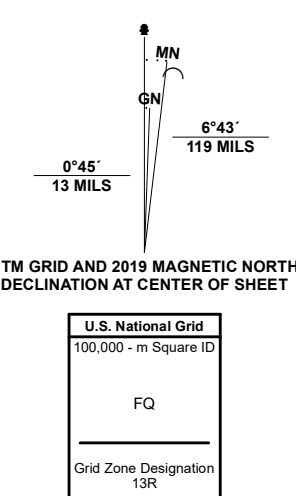 MN
GN
6°43´
119 MILS
0°45´
13 MILS
TM GRID AND 2019 MAGNETIC NORTH
DECLINATION AT CENTER OF SHEET
U.S. National Grid
100,000 - m Square ID
FQ
Grid Zone Designation
13R